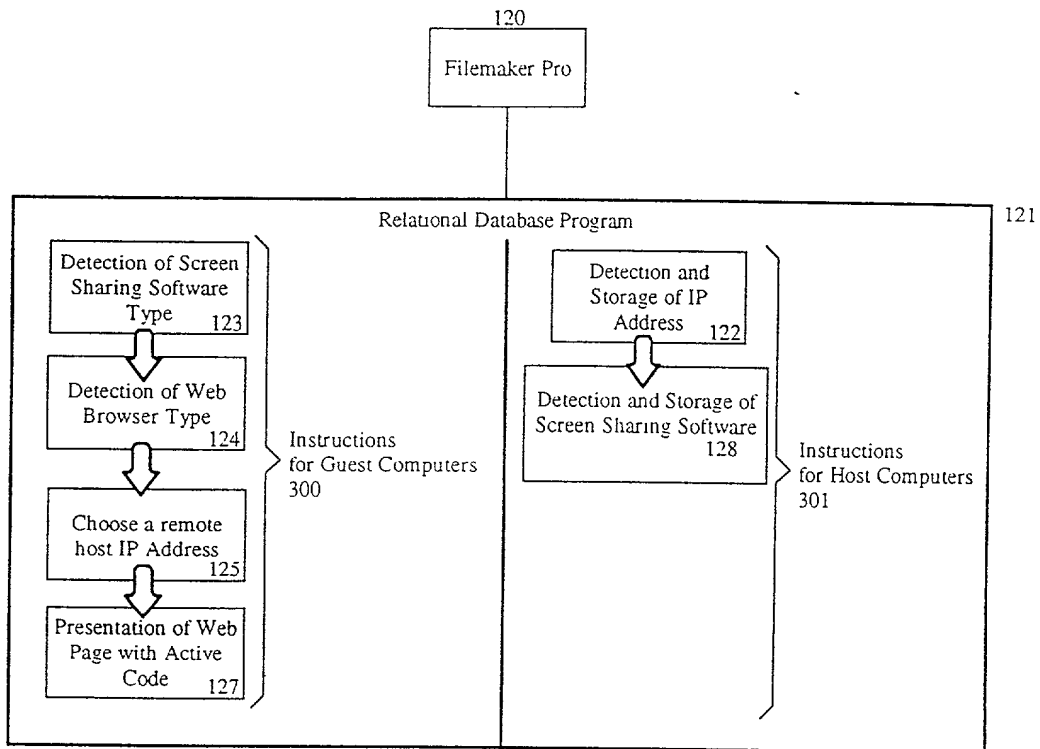 120
Filemaker Pro
121
Relational Database Program
Detection of Screen
Sharing Software
Type
123
Detection of Web
Browser Type
124
Choose a remote
host IP Address
125
Presentation of Web
Page with Active
Code
127
Instructions
for Guest Computers
300
Detection and
Storage of IP
Address
122
Detection and Storage of
Screen Sharing Software
128
Instructions
for Host Computers
301